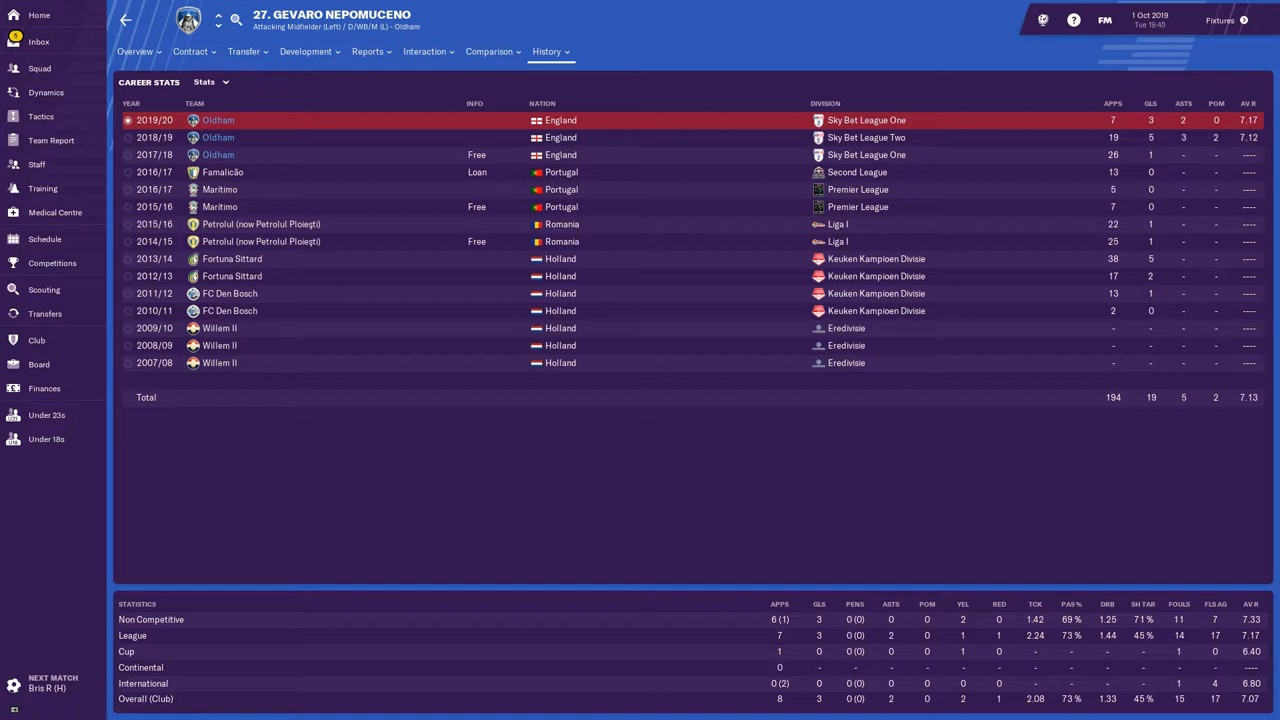 Home
5
Inbox
Squad
Dynamics
Tactics
Team Report
Staff
Training
Medical Centre
Schedule
Competitions
Scouting
Transfers
Club
Board
Finances
Under 23s
Under 18s
NEXT MATCH
Bris R (H)
27. GEVARO NEPOMUCENO
Attacking Midfielder (Left) / D/WB/M (L) - Oldham
? FM 1 Oct 2019
Tue 19:45
Fixtures
Overview Contract Transfer Development Reports Interaction Comparison History
CAREER STATS Stats
YEAR TEAM INFO NATION DIVISION APPS GLS ASTS POM AV R
2019/20 Oldham England Sky Bet League One 7 3 2 0 7.17
2018/19 Oldham England Sky Bet League Two 19 5 3 2 7.12
2017/18 Oldham Free England Sky Bet League One 26 1 - - ----
2016/17 Famalicão Loan Portugal Second League 13 0 - - ----
2016/17 Marítimo Portugal Premier League 5 0 - - ----
2015/16 Marítimo Free Portugal Premier League 7 0 - - ----
2015/16 Petrolul (now Petrolul Ploieşti) Romania Liga I 22 1 - - ----
2014/15 Petrolul (now Petrolul Ploieşti) Free Romania Liga I 25 1 - - ----
2013/14 Fortuna Sittard Holland Keuken Kampioen Divisie 38 5 - - ----
2012/13 Fortuna Sittard Holland Keuken Kampioen Divisie 17 2 - - ----
2011/12 FC Den Bosch Holland Keuken Kampioen Divisie 13 1 - - ----
2010/11 FC Den Bosch Holland Keuken Kampioen Divisie 2 0 - - ----
2009/10 Willem II Holland Eredivisie - - - - ----
2008/09 Willem II Holland Eredivisie - - - - ----
2007/08 Willem II Holland Eredivisie - - - - ----
Total 194 19 5 2 7.13
STATISTICS APPS GLS PENS ASTS POM YEL RED TCK PAS % DRB SH TAR FOULS FLS AG AV R
Non Competitive 6 (1) 3 0 (0) 0 0 2 0 1.42 69 % 1.25 71 % 11 7 7.33
League 7 3 0 (0) 2 0 1 1 2.24 73 % 1.44 45 % 14 17 7.17
Cup 1 0 0 (0) 0 0 1 0 - - - - 1 0 6.40
Continental 0 - - - - - - - - - - - - ----
International 0 (2) 0 0 (0) 0 0 0 0 - - - - 1 4 6.80
Overall (Club) 8 3 0 (0) 2 0 2 1 2.08 73 % 1.33 45 % 15 17 7.07